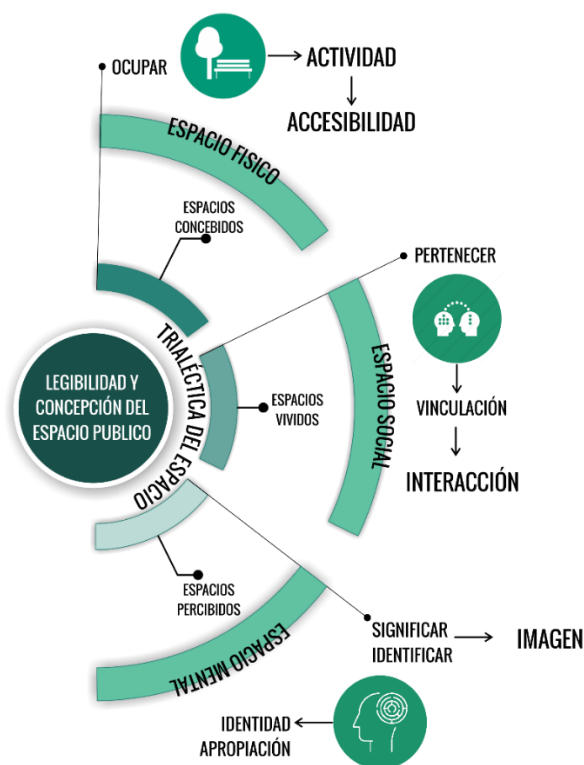 OCUPAR
ACTIVIDAD
ACCESIBILIDAD
ESPACIO FISICO
ESPACIOS
CONCEBIDOS
PERTENECER
LEGIBILIDAD Y
CONCEPCIÓN DEL
ESPACIO PUBLICO
TRIALÉCTICA DEL ESPACIO
ESPACIOS
VIVIDOS
ESPACIO SOCIAL
VINCULACIÓN
INTERACCIÓN
ESPACIOS
PERCIBIDOS
ESPACIO MENTAL
SIGNIFICAR
IDENTIFICAR
IMAGEN
IDENTIDAD
APROPIACIÓN